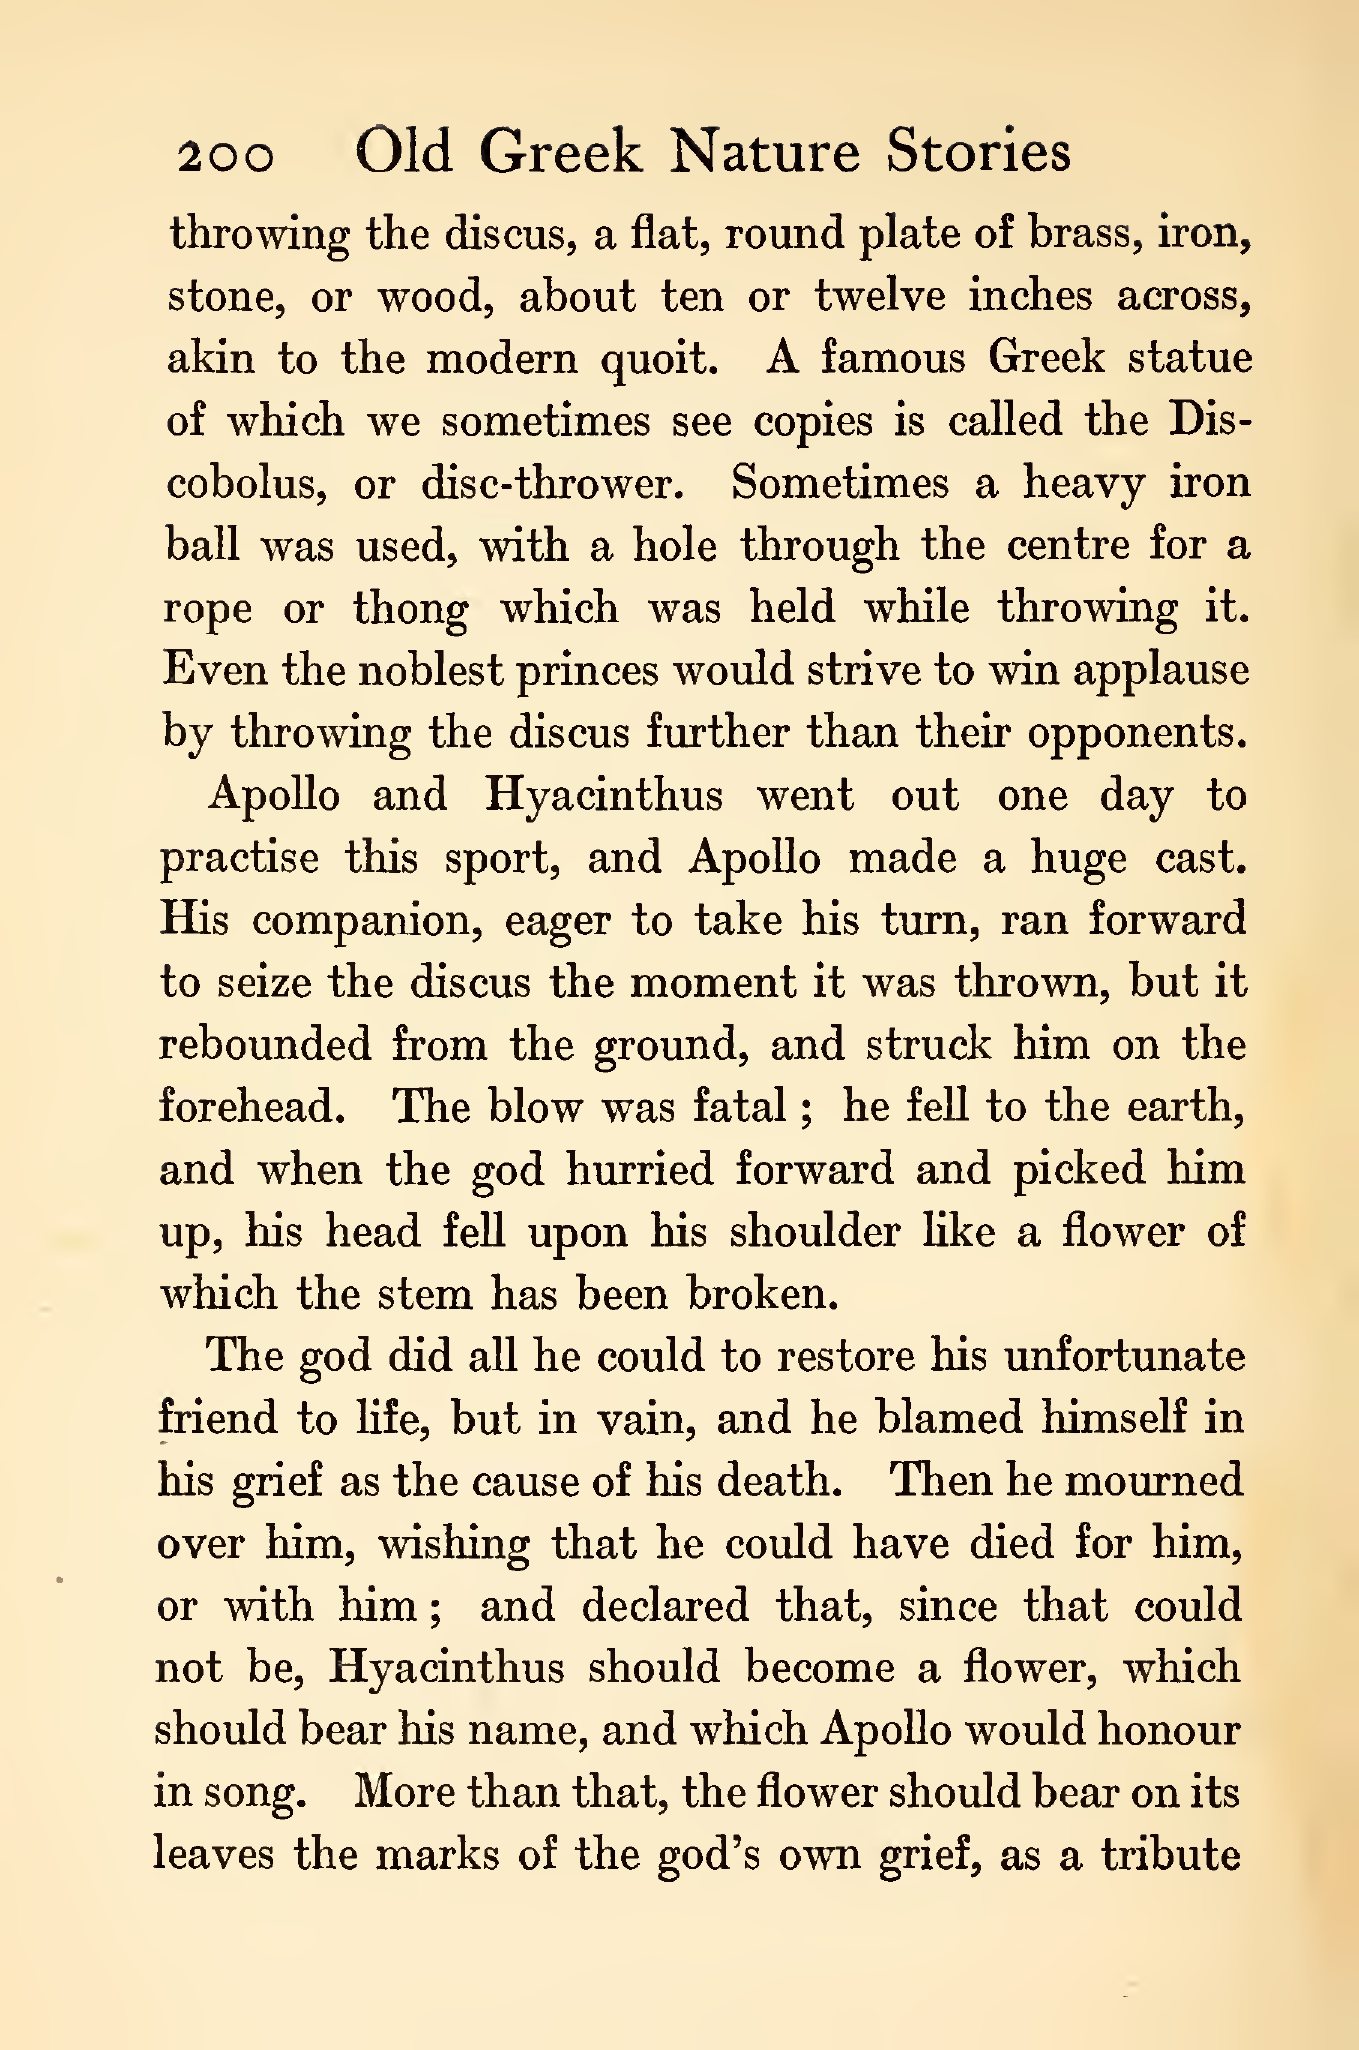 200 Old Greek Nature Stories
throwing the discus, a flat, round plate of brass, iron,
stone, or wood, about ten or twelve inches across,
akin to the modern quoit. A famous Greek statue
of which we sometimes see copies is called the Dis-
cobolus, or disc-thrower. Sometimes a heavy iron
ball was used, with a hole through the centre for a
rope or thong which was held while throwing it.
Even the noblest princes would strive to win applause
by throwing the discus further than their opponents.
Apollo and Hyacinthus went out one day to
practise this sport, and Apollo made a huge cast.
His companion, eager to take his turn, ran forward
to seize the discus the moment it was thrown, but it
rebounded from the ground, and struck him on the
forehead. The blow was fatal ; he fell to the earth,
and when the god hurried forward and picked him
up, his head fell upon his shoulder like a flower of
which the stem has been broken.
The god did all he could to restore his unfortunate
friend to life, but in vain, and he blamed himself in
his grief as the cause of his death. Then he mourned
over him, wishing that he could have died for him,
or with him ; and declared that, since that could
not be, Hyacinthus should become a flower, which
should bear his name, and which Apollo would honour
in song. More than that, the flower should bear on its
leaves the marks of the god's own grief, as a tribute